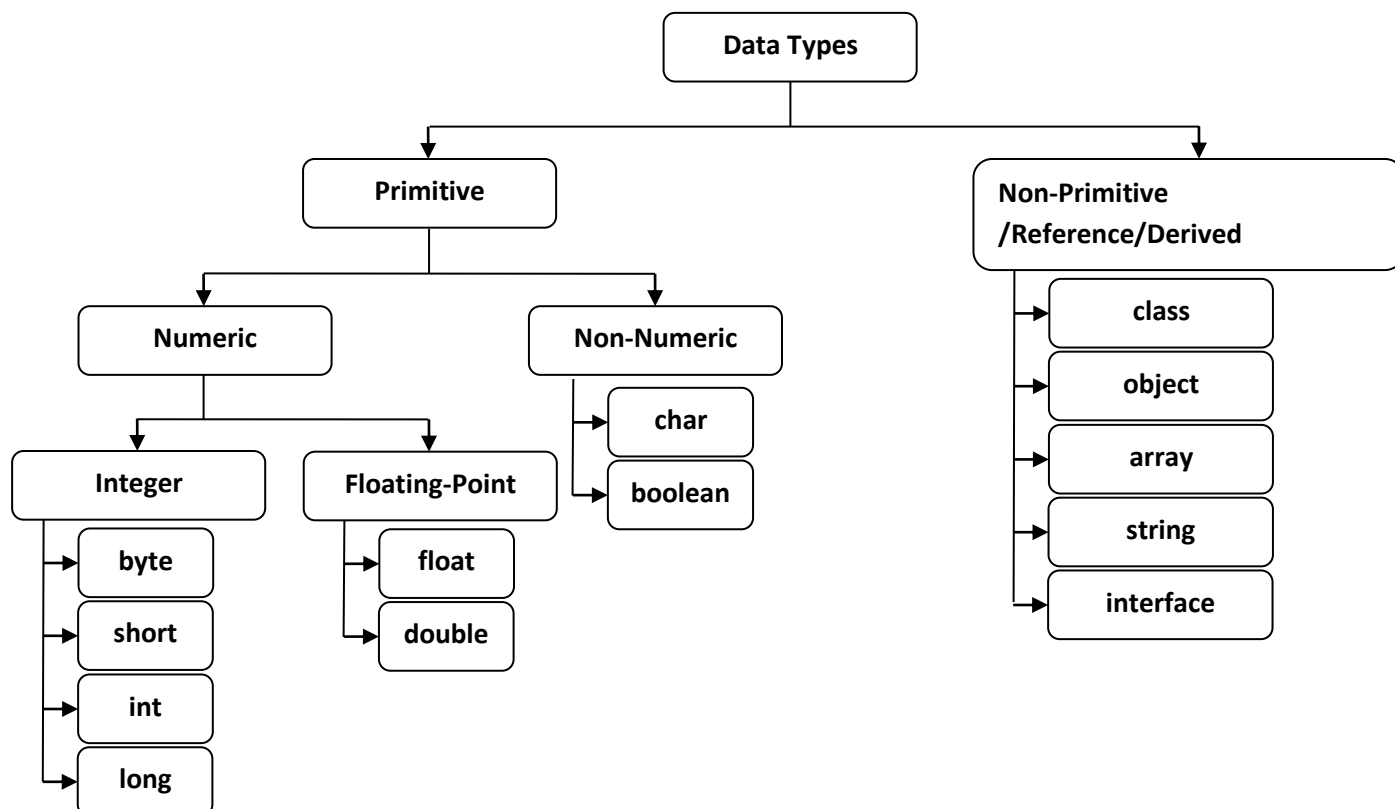 Data Types
Primitive
Non-Primitive
/Reference/Derived
Numeric
Non-Numeric
class
object
array
string
interface
char
boolean
Integer
Floating-Point
byte
short
int
long
float
double